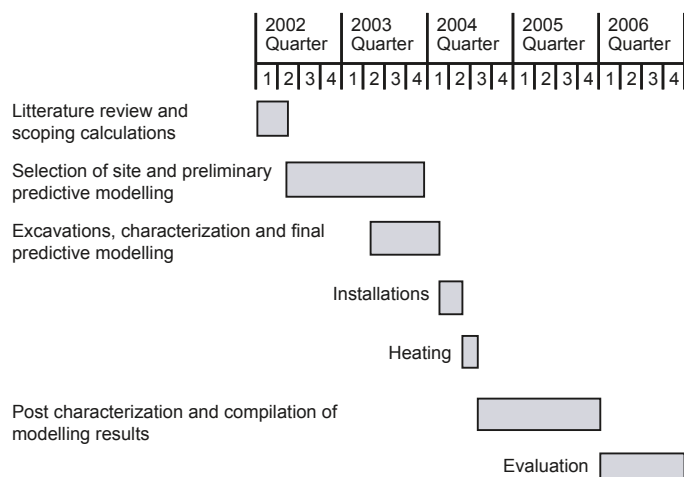 2002 2003 2004 2005 2006
Quarter Quarter Quarter Quarter Quarter
1 2 3 4 1 2 3 4 1 2 3 4 1 2 3 4 1 2 3 4
Litterature review and
scoping calculations
Selection of site and preliminary
predictive modelling
Excavations, characterization and final
predictive modelling
Installations
Heating
Post characterization and compilation of
modelling results
Evaluation